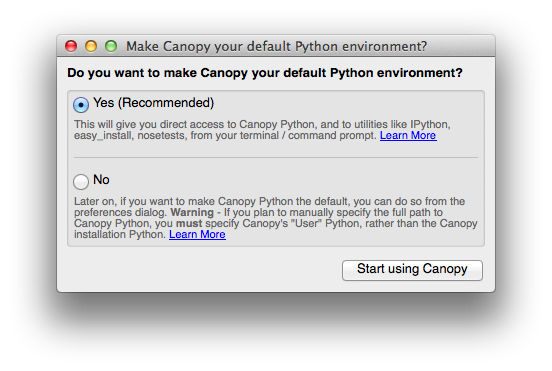 Make Canopy your default Python environment?
Do you want to make Canopy your default Python environment?
Yes (Recommended)
This will give you direct access to Canopy Python, and to utilities like IPython,
easy_install, nosetests, from your terminal / command prompt. Learn More
No
Later on, if you want to make Canopy Python the default, you can do so from the
preferences dialog. Warning - If you plan to manually specify the full path to
Canopy Python, you must specify Canopy's "User" Python, rather than the Canopy
installation Python. Learn More
Start using Canopy